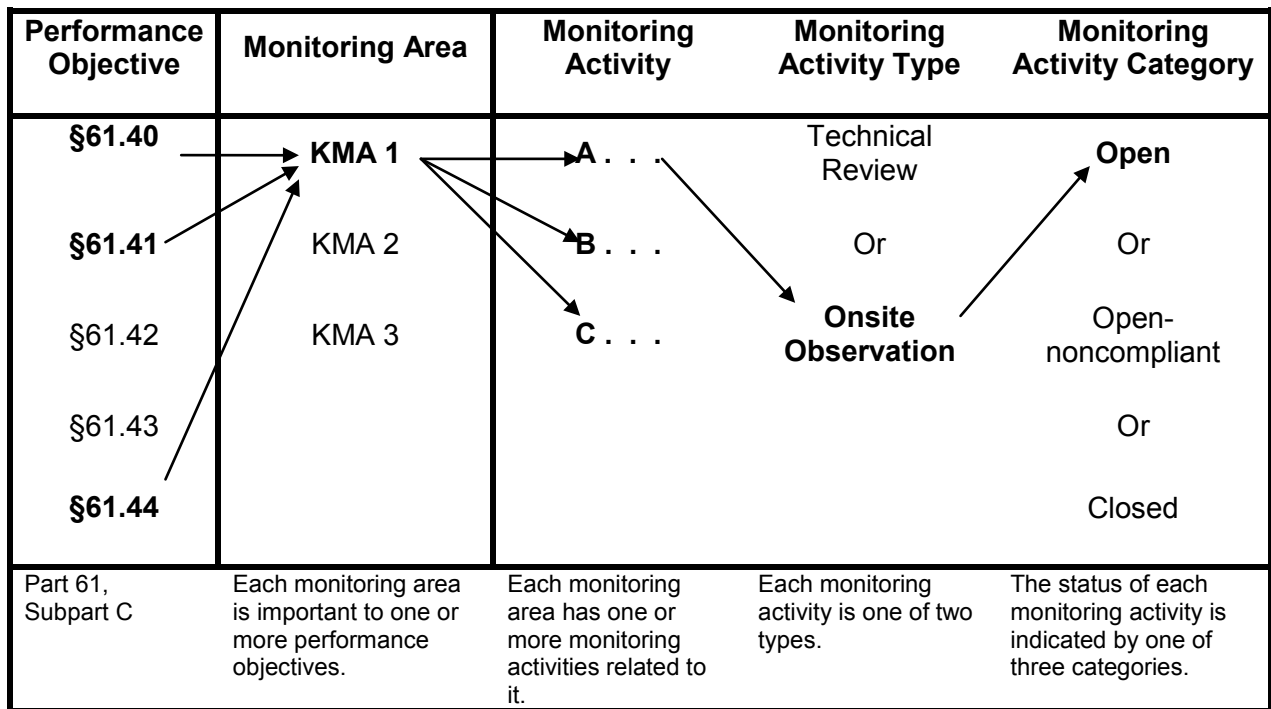 Performance
Objective
Monitoring Area
Monitoring
Activity
Monitoring
Activity Type
Monitoring
Activity Category
§61.40
KMA 1
A . . .
Technical
Review
Open
§61.41
KMA 2
B . . .
Or
Or
§61.42
KMA 3
C . . .
Onsite
Observation
Open-
noncompliant
§61.43
Or
§61.44
Closed
Part 61,
Subpart C
Each monitoring area
is important to one or
more performance
objectives.
Each monitoring
area has one or
more monitoring
activities related to
it.
Each monitoring
activity is one of two
types.
The status of each
monitoring activity is
indicated by one of
three categories.